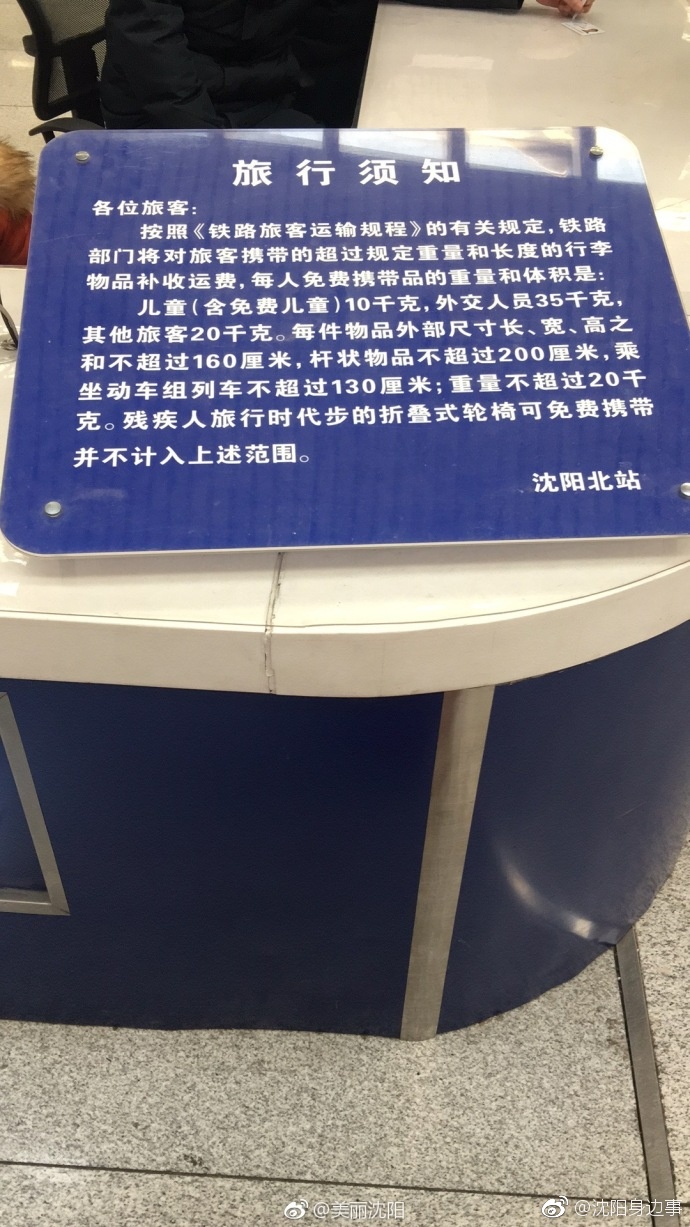 旅行须知
各位旅客:
按照《铁路旅客运输规程》的有关规定,铁路
部门将对旅客携带的超过规定重量和长度的行李
物品补收运费,每人免费携带品的重量和体积是:
儿童(含免费儿童)10千克,外交人员35千克,
其他旅客20千克。每件物品外部尺寸长、宽、高之
和不超过160厘米,杆状物品不超过200厘米,乘
坐动车组列车不超过130厘米;重量不超过20千
克。残疾人旅行时代步的折叠式轮椅可免费携带
并不计入上述范围。
沈阳北站
@美丽沈阳
@沈阳身边事